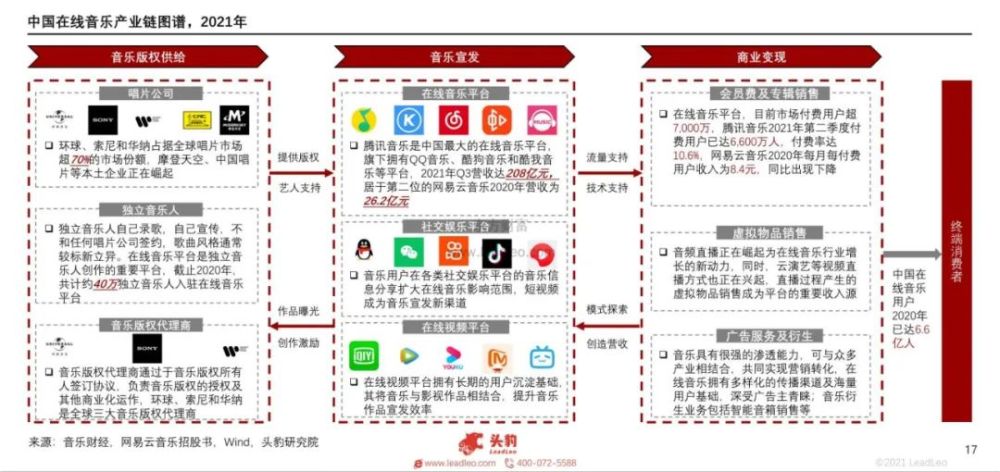 中国在线音乐产业链图谱，2021年
音乐版权供给
音乐宣发
商业变现
唱片公司
SONY
环球、索尼和华纳占据全球唱片市场
超70%的市场份额，摩登天空、中国唱
片等本土企业正在崛起
独立音乐人
独立音乐人自己录歌，自己宣传，不
和任何唱片公司签约，歌曲风格通常
较标新立异。在线音乐平台是独立音
乐人创作的重要平台，截止2020年，
共计约40万独立音乐人入驻在线音乐
平台
音乐版权代理商
SONY
音乐版权代理商通过于音乐版权所有
人签订协议，负责音乐版权的授权及
其他商业化运作，环球、索尼和华纳
是全球三大音乐版权代理商
提供版权
艺人支持
作品曝光
创作激励
在线音乐平台
MUSIC
腾讯音乐是中国最大的在线音乐平台，
旗下拥有QQ音乐、酷狗音乐和酷我音
乐等平台，2021年Q3营收达208亿元，
居于第二位的网易云音乐2020年营收为
26.2亿元
社交娱乐平台
音乐用户在各类社交娱乐平台的音乐信
息分享扩大在线音乐影响范围，短视频
成为音乐宣发新渠道
在线视频平台
iQIYI
YOUKU
在线视频平台拥有长期的用户沉淀基础，
其将音乐与影视作品相结合，提升音乐
作品宣发效率
流量支持
技术支持
模式探索
创造营收
会员费及专辑销售
在线音乐平台，目前市场付费用户超
7,000万，腾讯音乐2021年第二季度付
费用户已达6,600万人，付费率达
10.6%，网易云音乐2020年每月每付费
用户收入为8.4元，同比出现下降
虚拟物品销售
音频直播正在崛起为在线音乐行业增
长的新动力，同时，云演艺等视频直
播方式也正在兴起，直播过程产生的
虚拟物品销售成为平台的重要收入源
广告服务及衍生
音乐具有很强的渗透能力，可与众多
产业相结合，共同实现营销转化，在
线音乐拥有多样化的传播渠道及海量
用户基础，深受广告主青睐；音乐衍
生业务包括智能音箱销售等
中国在
线音乐
用户
2020年
已达6.6
亿人
终端消费者
来源：音乐财经，网易云音乐招股书，Wind，头豹研究院
头豹
LeadLeo
www.leadleo.com
400-072-5588
17
©2021 LeadLeo